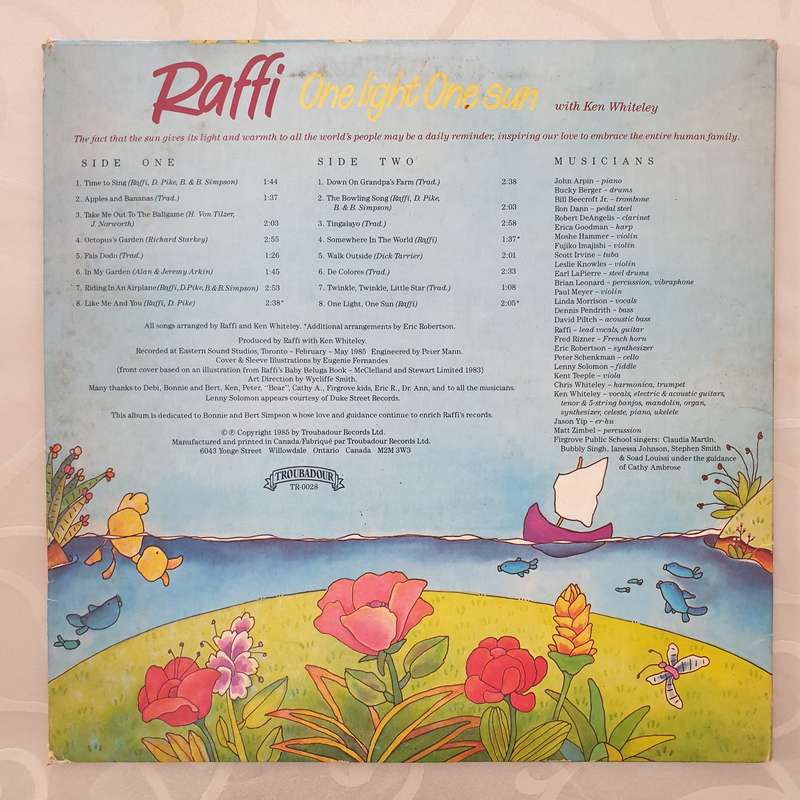 Raffi One light One sun with Ken Whiteley
The fact that the sun gives its light and warmth to all the world's people may be a daily reminder, inspiring our love to embrace the entire human family.
SIDE ONE
1. Time to Sing (Raffi, D. Pike, B. & B. Simpson) 1:44
2. Apples and Bananas (Trad.) 1:37
3. Take Me Out To The Ballgame (H. Von Tilzer,
J. Norworth) 2:03
4. Octopus's Garden (Richard Starkey) 2:55
5. Fais Dodo (Trad.) 1:26
6. In My Garden (Alan & Jeremy Arkin) 1:45
7. Riding In An Airplane (Raffi, D. Pike, B. & B. Simpson) 2:53
8. Like Me And You (Raffi, D. Pike) 2:38*
SIDE TWO
1. Down On Grandpa's Farm (Trad.) 2:38
2. The Bowling Song (Raffi, D. Pike,
B. & B. Simpson) 2:03
3. Tingalayo (Trad.) 2:58
4. Somewhere In The World (Raffi) 1:37*
5. Walk Outside (Dick Tarrier) 2:01
6. De Colores (Trad.) 2:33
7. Twinkle, Twinkle, Little Star (Trad.) 1:08
8. One Light, One Sun (Raffi) 2:05*
All songs arranged by Raffi and Ken Whiteley. *Additional arrangements by Eric Robertson.
Produced by Raffi with Ken Whiteley.
Recorded at Eastern Sound Studios, Toronto – February – May 1985 Engineered by Peter Mann.
Cover & Sleeve Illustrations by Eugenie Fernandes
(front cover based on an illustration from Raffi's Baby Beluga Book – McClelland and Stewart Limited 1983)
Art Direction by Wycliffe Smith.
Many thanks to Debi, Bonnie and Bert, Ken, Peter, "Bear", Cathy A., Firgrove kids, Eric R., Dr. Ann, and to all the musicians.
Lenny Solomon appears courtesy of Duke Street Records.
This album is dedicated to Bonnie and Bert Simpson whose love and guidance continue to enrich Raffi's records.
©℗ Copyright 1985 by Troubadour Records Ltd.
Manufactured and printed in Canada/Fabriqué par Troubadour Records Ltd.
6043 Yonge Street Willowdale Ontario Canada M2M 3W3
TROUBADOUR
TR-0028
MUSICIANS
John Arpin – piano
Bucky Berger – drums
Bill Beecroft Jr. – trombone
Ron Dann – pedal steel
Robert DeAngelis – clarinet
Erica Goodman – harp
Moshe Hammer – violin
Fujiko Imajishi – violin
Scott Irvine – tuba
Leslie Knowles – violin
Earl LaPierre – steel drums
Brian Leonard – percussion, vibraphone
Paul Meyer – violin
Linda Morrison – vocals
Dennis Pendrith – bass
David Piltch – acoustic bass
Raffi – lead vocals, guitar
Fred Rizner – French horn
Eric Robertson – synthesizer
Peter Schenkman – cello
Lenny Solomon – fiddle
Kent Teeple – viola
Chris Whiteley – harmonica, trumpet
Ken Whiteley – vocals, electric & acoustic guitars,
tenor & 5-string banjos, mandolin, organ,
synthesizer, celeste, piano, ukelele
Jason Yip – er-hu
Matt Zimbel – percussion
Firgrove Public School singers: Claudia Martin,
Bubbly Singh, Ianessa Johnson, Stephen Smith
& Soad Louissi under the guidance
of Cathy Ambrose